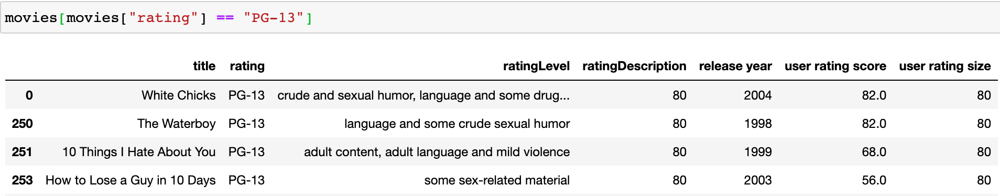 movies[movies["rating"] == "PG-13"]
title rating ratingLevel ratingDescription release year user rating score user rating size
0 White Chicks PG-13 crude and sexual humor, language and some drug... 80 2004 82.0 80
250 The Waterboy PG-13 language and some crude sexual humor 80 1998 82.0 80
251 10 Things I Hate About You PG-13 adult content, adult language and mild violence 80 1999 68.0 80
253 How to Lose a Guy in 10 Days PG-13 some sex-related material 80 2003 56.0 80